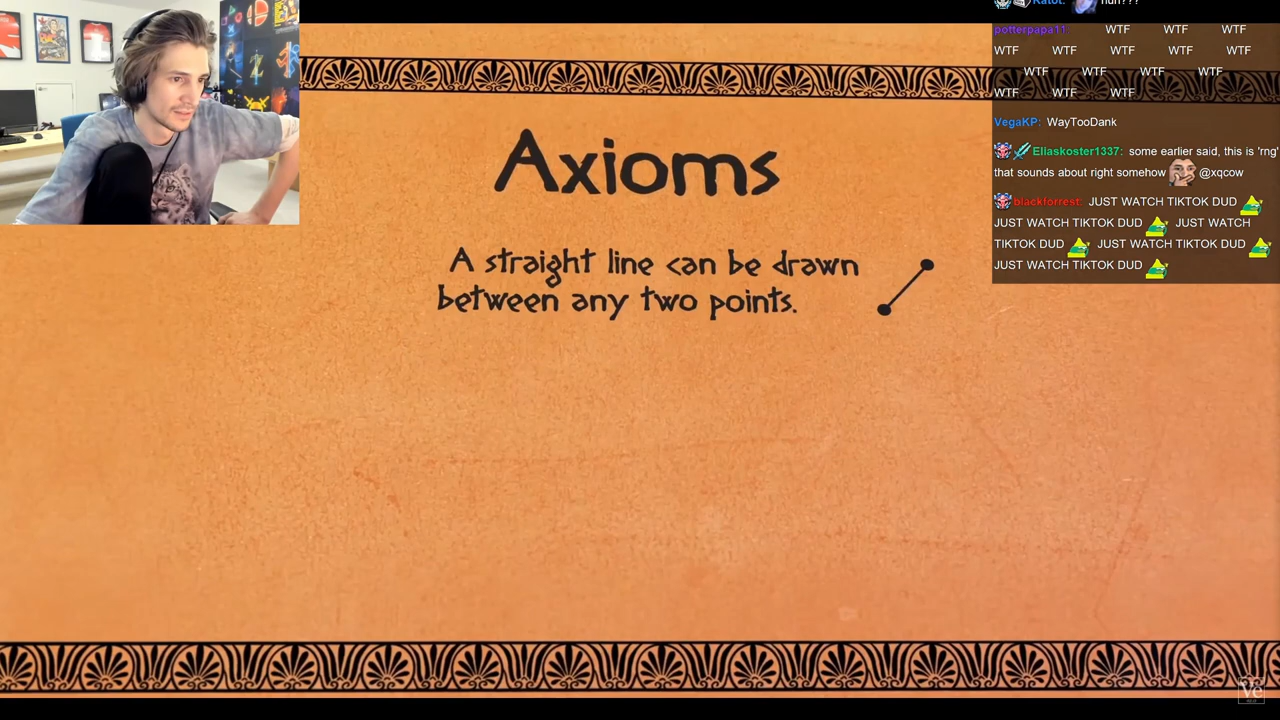 Axioms
A straight line can be drawn
between any two points.
Katot: huh???
potterpapa11: WTF WTF WTF
WTF WTF WTF WTF WTF
WTF WTF WTF WTF
WTF WTF WTF
VegaKP: WayTooDank
Eliaskoster1337: some earlier said, this is 'rng'
that sounds about right somehow @xqcow
blackforrest: JUST WATCH TIKTOK DUD
JUST WATCH TIKTOK DUD JUST WATCH
TIKTOK DUD JUST WATCH TIKTOK DUD
JUST WATCH TIKTOK DUD
Ve